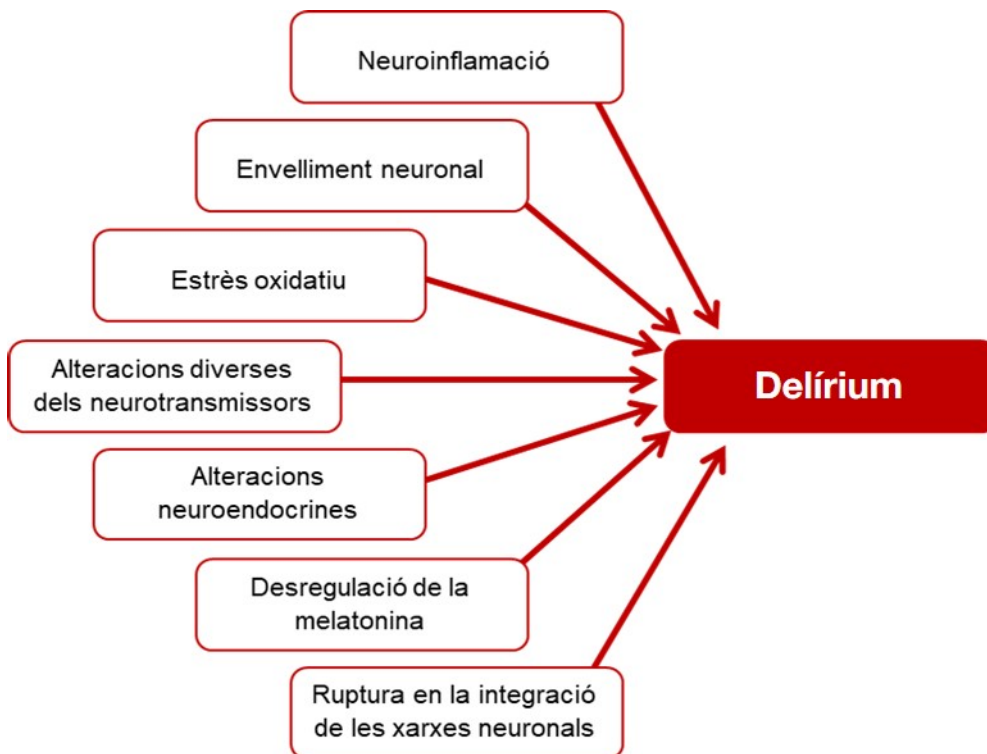 Neuroinflamació
Envelliment neuronal
Estrès oxidatiu
Alteracions diverses
dels neurotransmissors
Delírium
Alteracions
neuroendocrines
Desregulació de la
melatonina
Ruptura en la integració
de les xarxes neuronals